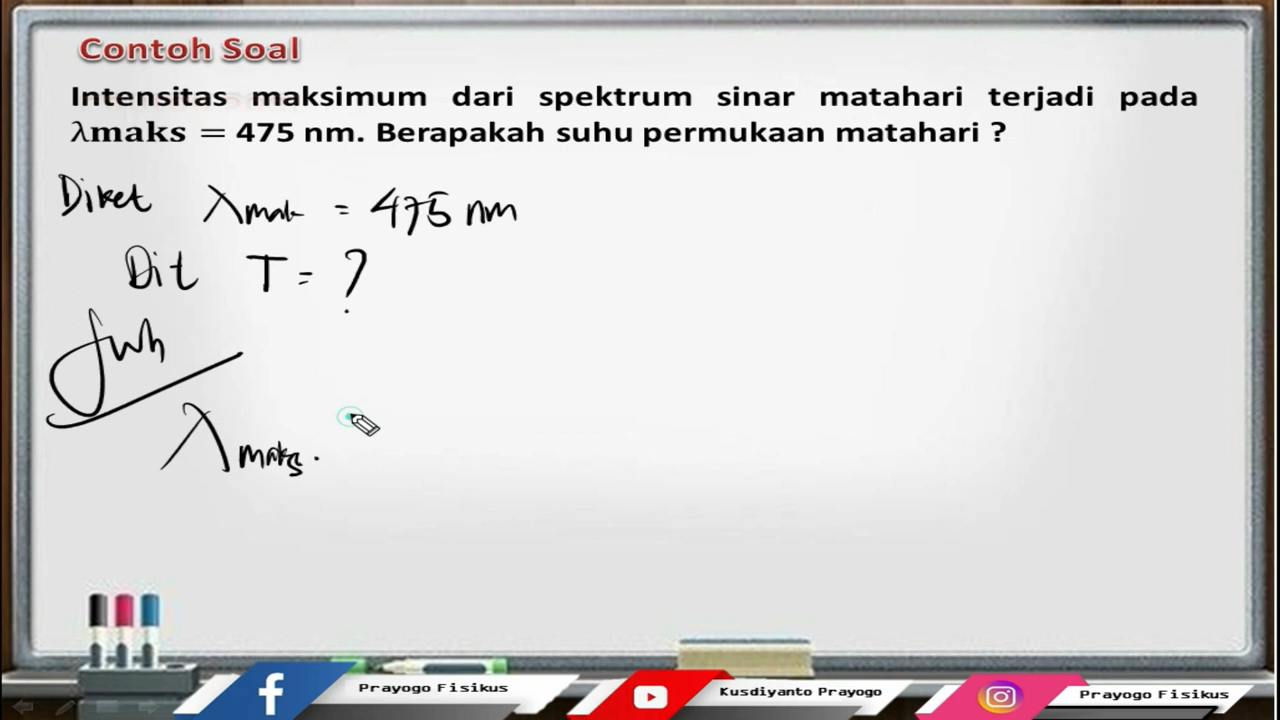 Contoh Soal
Intensitas maksimum dari spektrum sinar matahari terjadi pada
λmaks = 475 nm. Berapakah suhu permukaan matahari ?
Diket λmak = 475 nm
Dit T = ?
Jwb
λmaks .
Prayogo Fisikus
Kusdiyanto Prayogo
Prayogo Fisikus